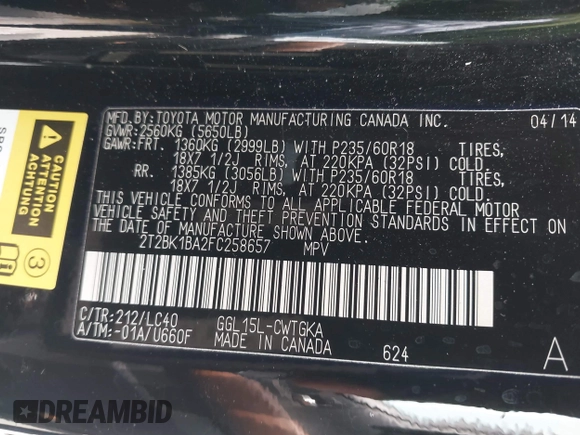 MFD.BY:TOYOTA MOTOR MANUFACTURING CANADA INC. 04/14
GVWR:2560KG (5650LB)
GAWR:FRT. 1360KG (2999LB) WITH P235/60R18 TIRES,
18X7 1/2J RIMS, AT 220KPA (32PSI) COLD.
RR. 1385KG (3056LB) WITH P235/60R18 TIRES,
18X7 1/2J RIMS, AT 220KPA (32PSI) COLD.
THIS VEHICLE CONFORMS TO ALL APPLICABLE FEDERAL MOTOR
VEHICLE SAFETY AND THEFT PREVENTION STANDARDS IN EFFECT ON
THE DATE OF MANUFACTURE SHOWN ABOVE.
2T2BK1BA2FC258657 MPV
C/TR:212/LC40 GGL15L-CWTGKA
A/TM:-01A/U660F MADE IN CANADA 624 A
CAUTION
ATTENTION
ACHTUNG
3
DREAMBID